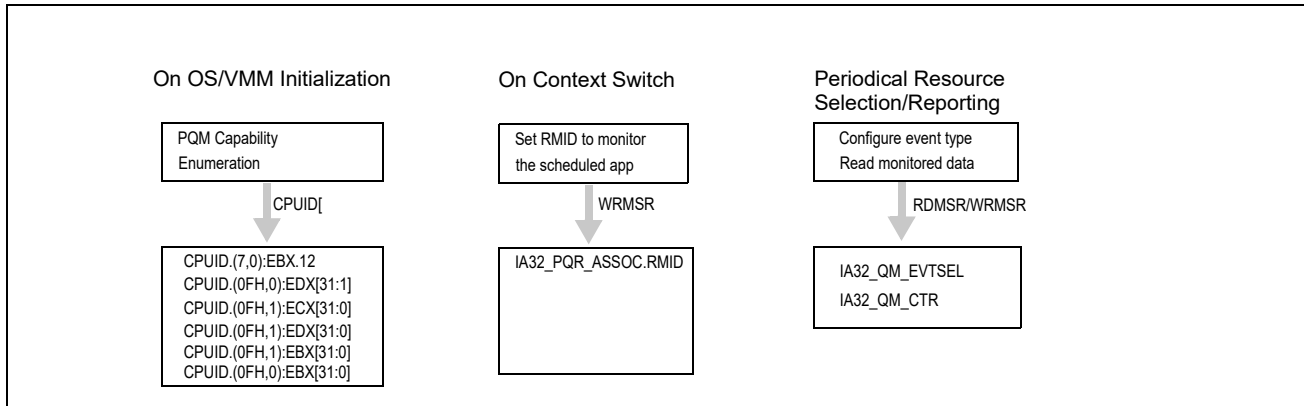 On OS/VMM Initialization
PQM Capability
Enumeration
CPUID[
CPUID.(7,0):EBX.12
CPUID.(0FH,0):EDX[31:1]
CPUID.(0FH,1):ECX[31:0]
CPUID.(0FH,1):EDX[31:0]
CPUID.(0FH,1):EBX[31:0]
CPUID.(0FH,0):EBX[31:0]
On Context Switch
Set RMID to monitor
the scheduled app
WRMSR
IA32_PQR_ASSOC.RMID
Periodical Resource
Selection/Reporting
Configure event type
Read monitored data
RDMSR/WRMSR
IA32_QM_EVTSEL
IA32_QM_CTR